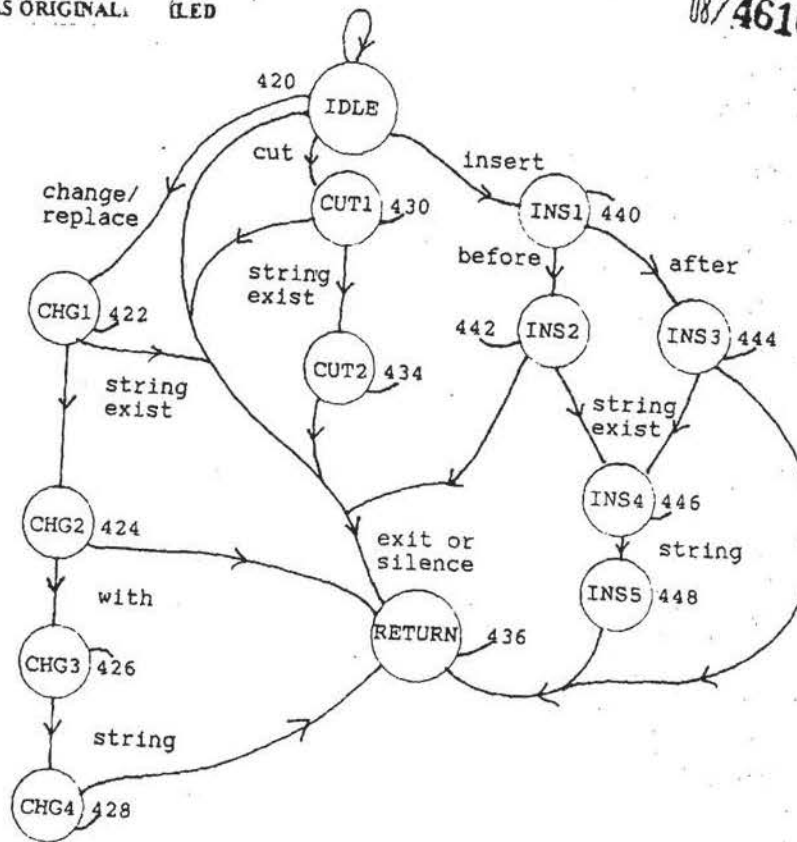 AS ORIGINAL
08/461
420
IDLE
cut
insert
change/
replace
CUT1
430
INS1
440
string
exist
before
after
CHG1
422
442
INS2
INS3
444
CUT2
434
string
exist
string
exist
INS4
446
CHG2
424
exit or
silence
string
INS5
448
with
RETURN
436
CHG3
426
string
CHG4
428